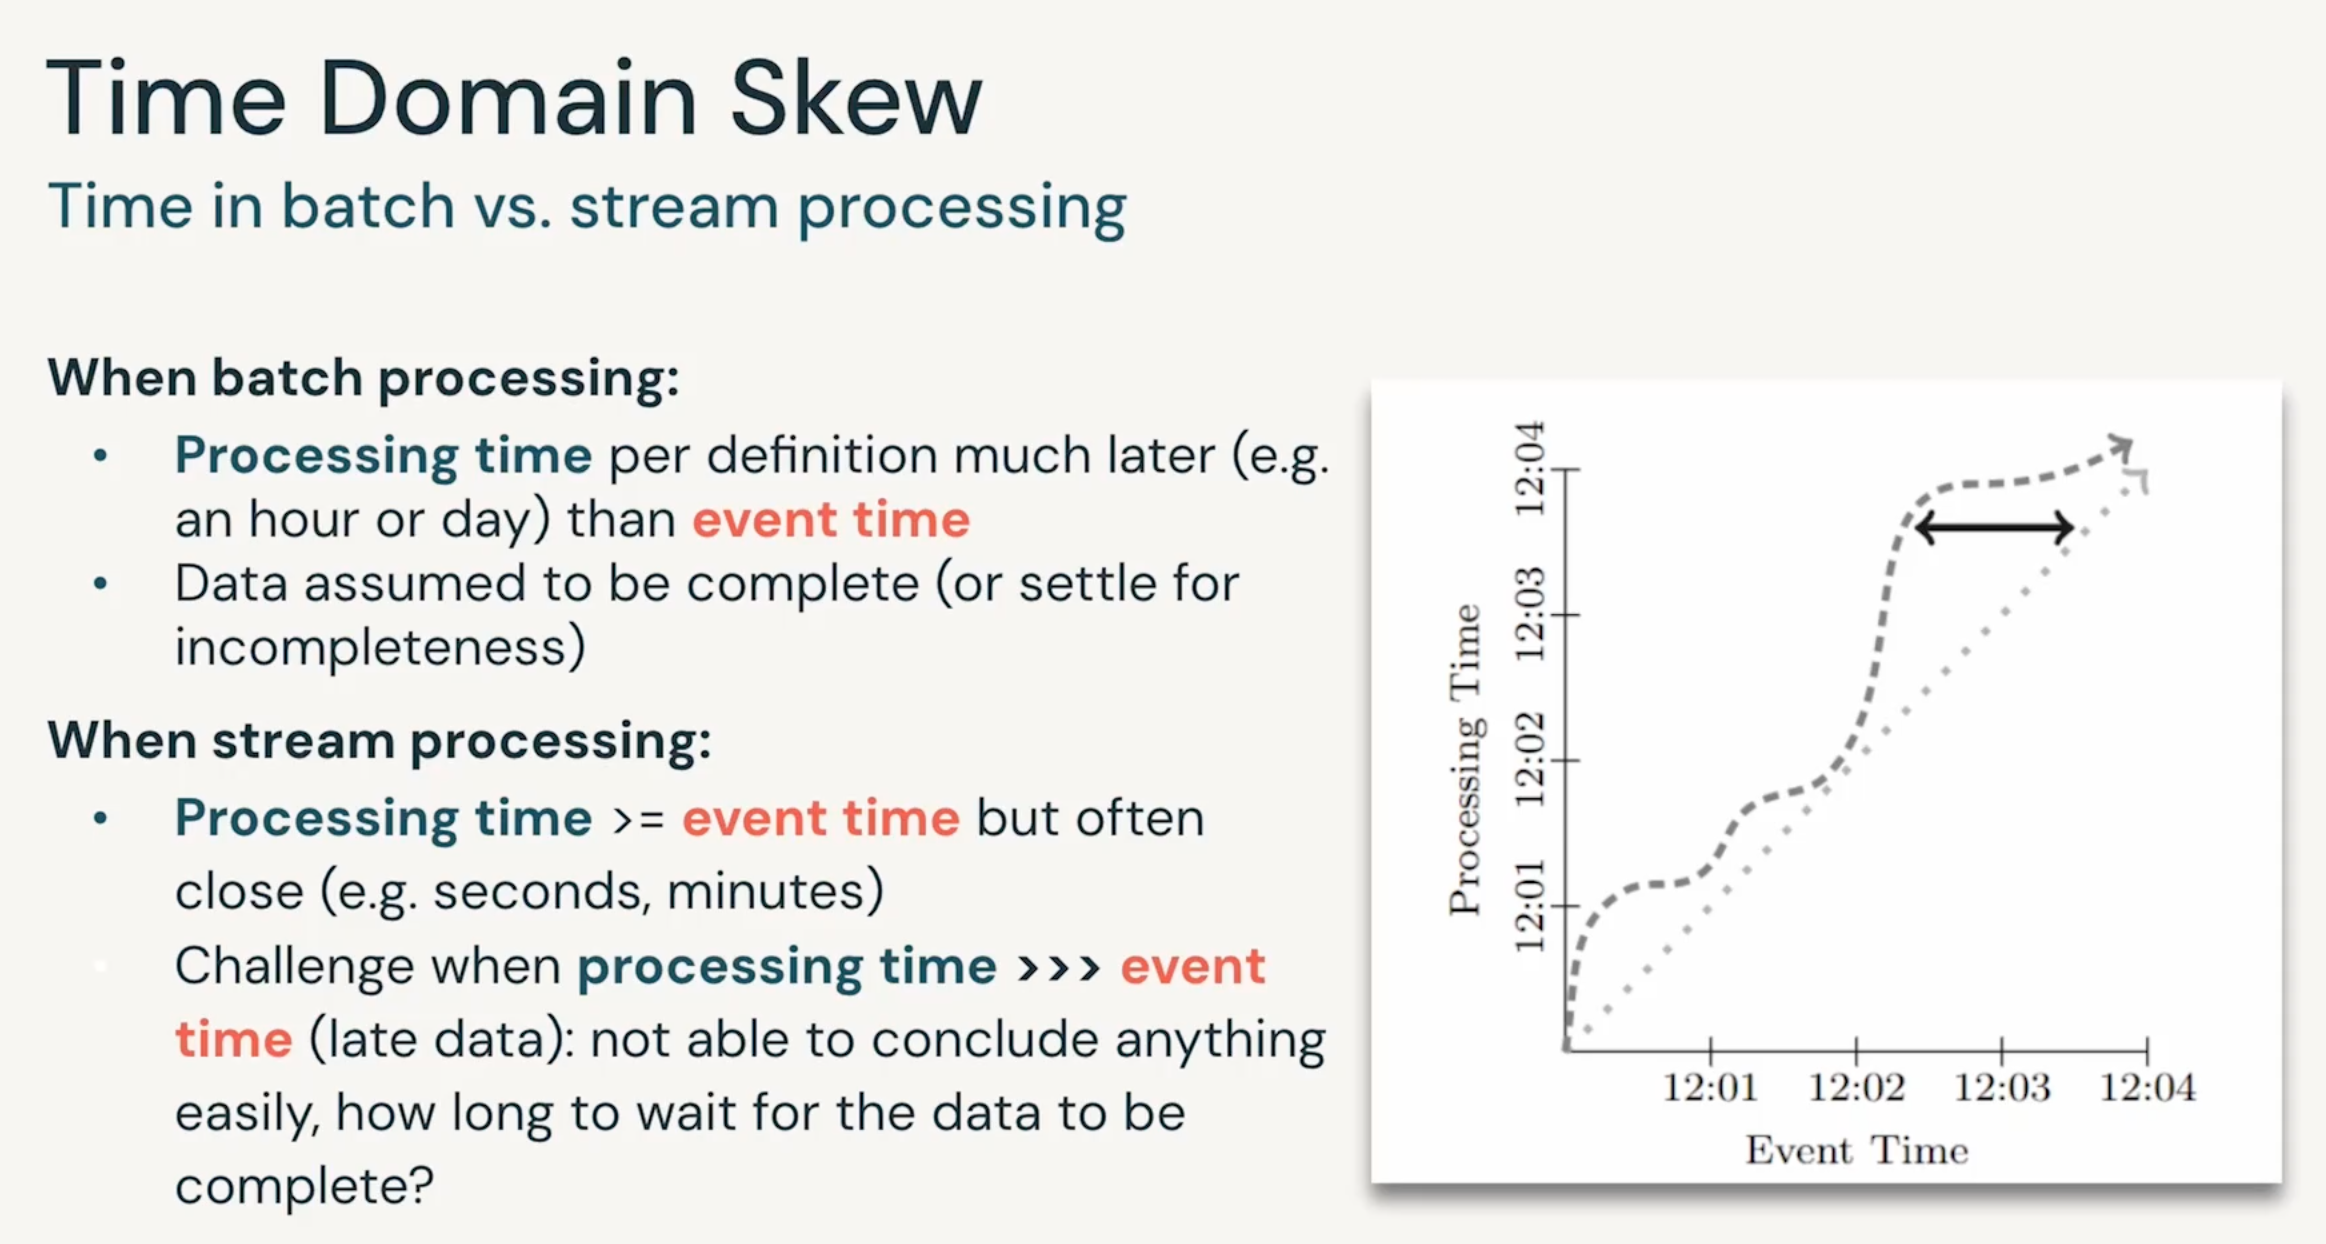 Time Domain Skew
Time in batch vs. stream processing
When batch processing:
• Processing time per definition much later (e.g.
an hour or day) than event time
• Data assumed to be complete (or settle for
incompleteness)
When stream processing:
• Processing time >= event time but often
close (e.g. seconds, minutes)
• Challenge when processing time >>> event
time (late data): not able to conclude anything
easily, how long to wait for the data to be
complete?
Processing Time
12:04
12:03
12:02
12:01
12:01 12:02 12:03 12:04
Event Time